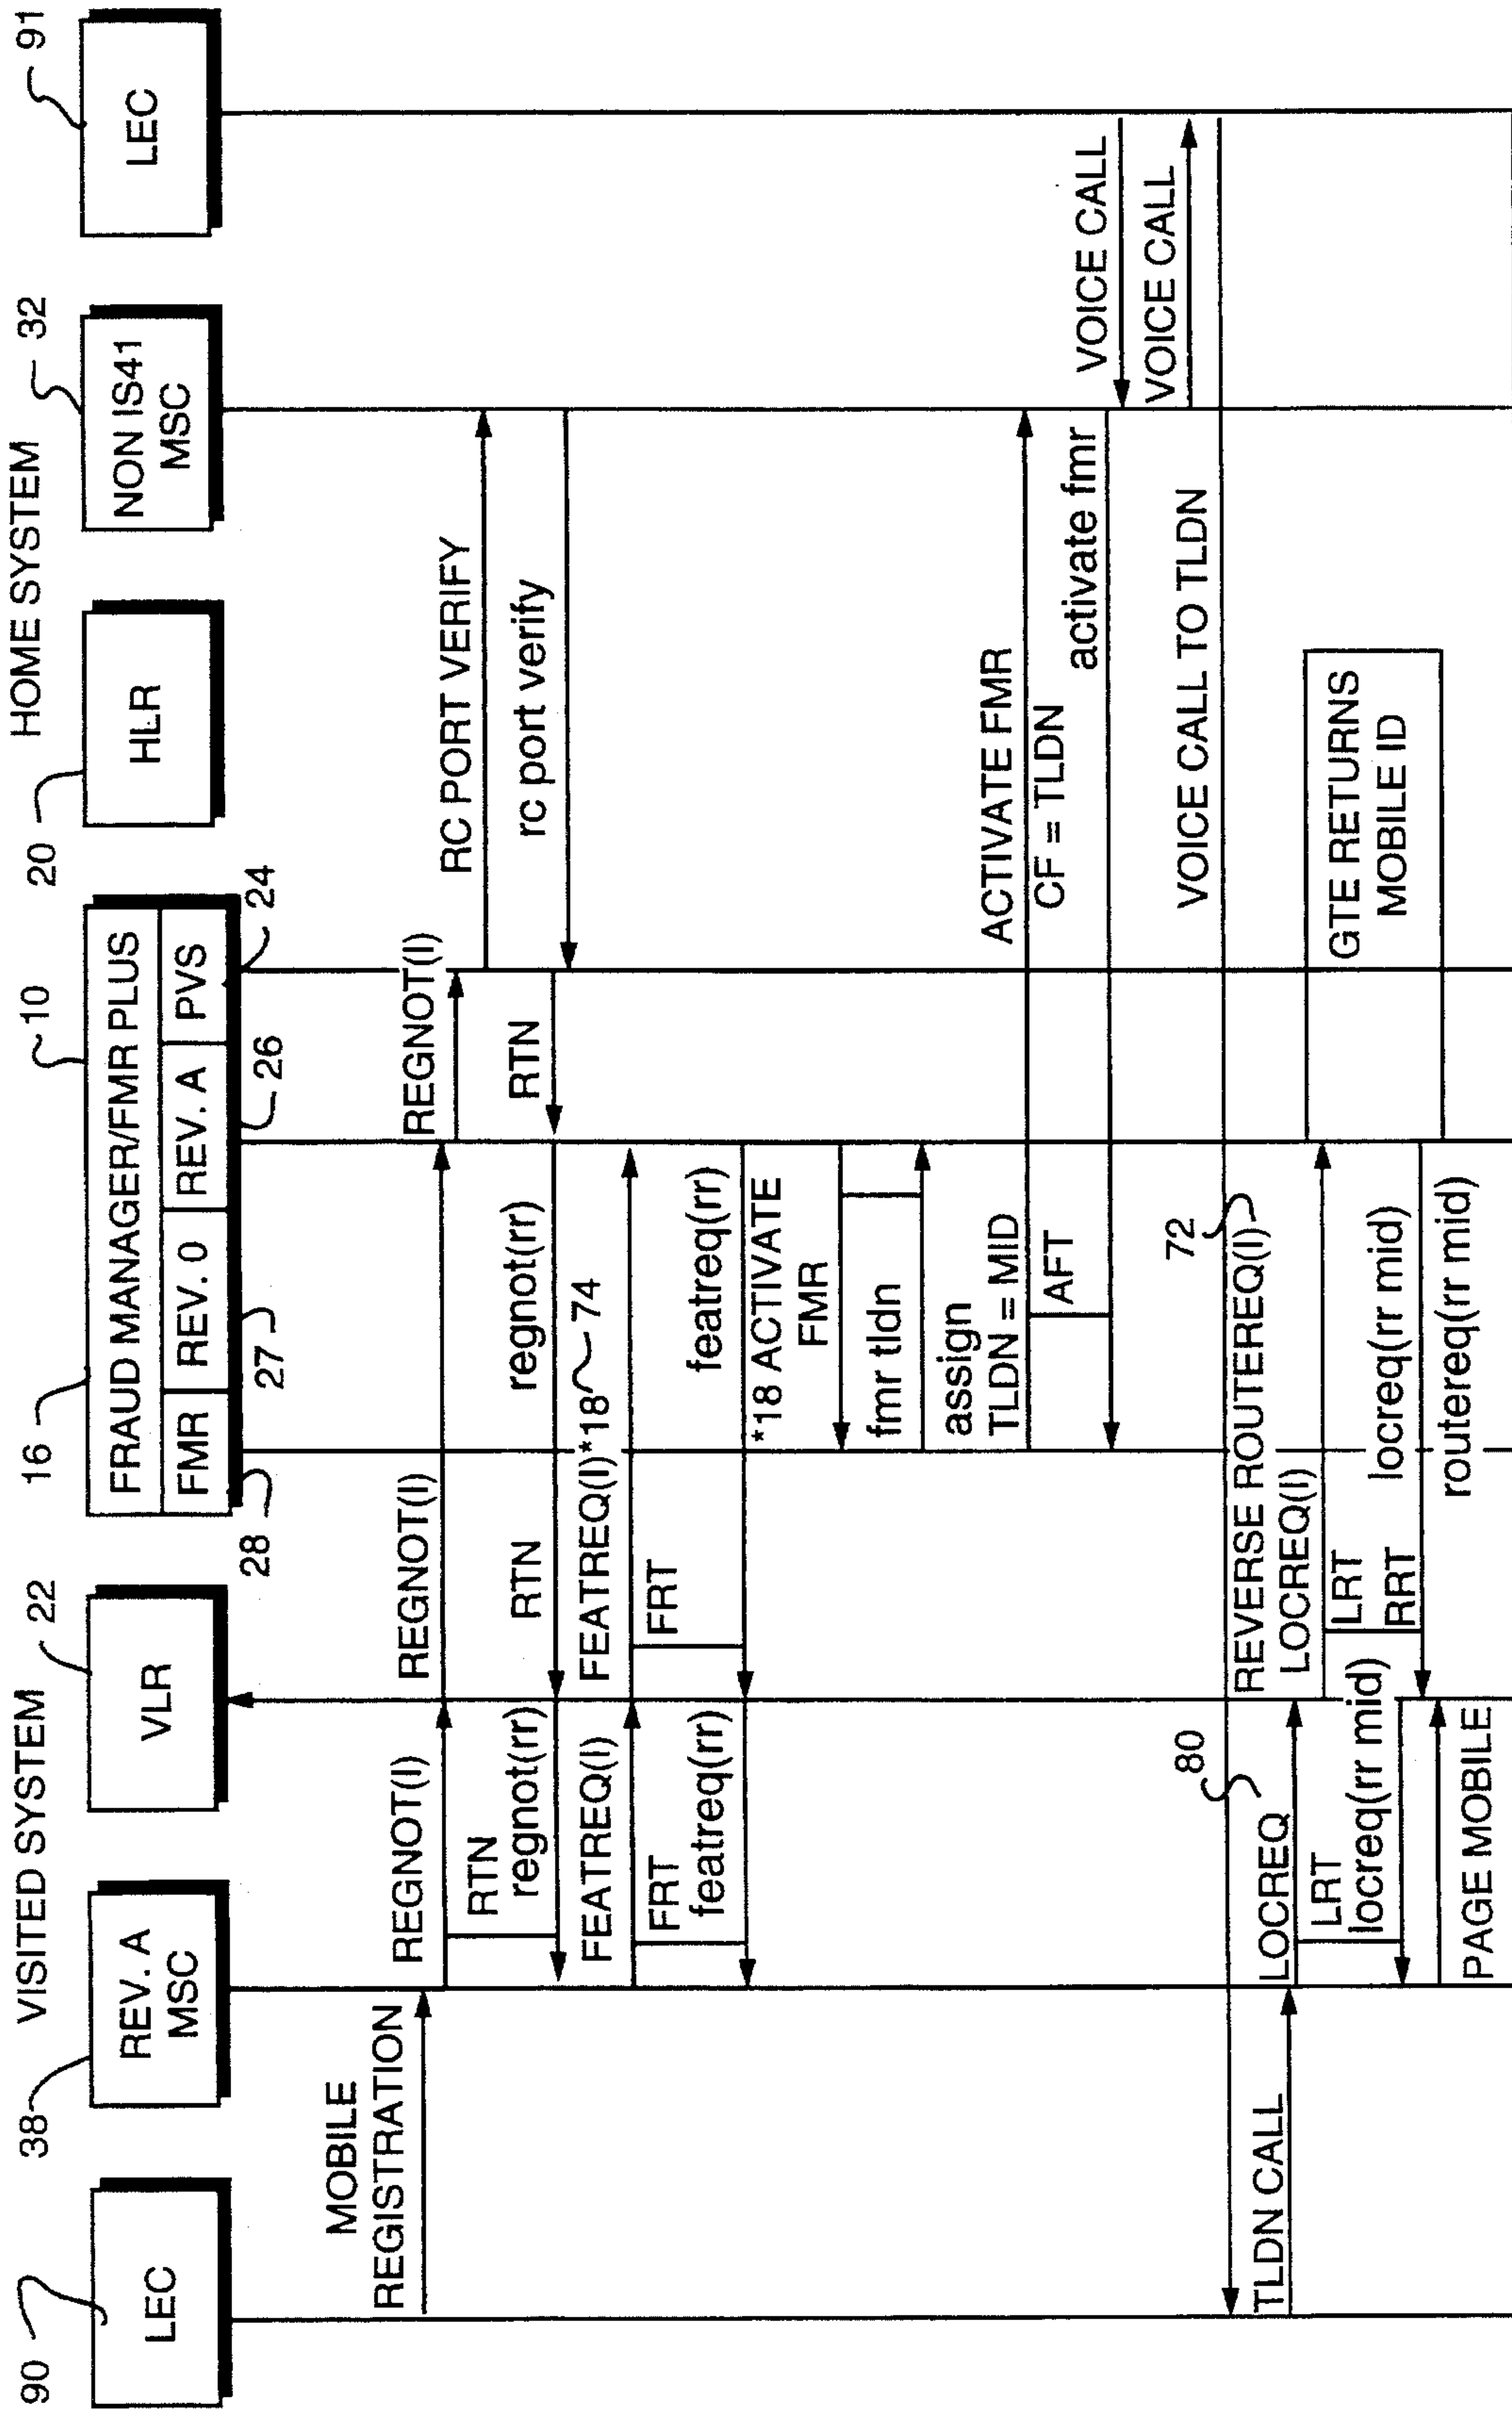 VISITED SYSTEM
HOME SYSTEM
90
38
22
16
10
20
32
91
LEC
REV. A
MSC
VLR
FRAUD MANAGER/FMR PLUS
FMR
REV. 0
REV. A
PVS
HLR
NON IS41
MSC
LEC
28
27
26
24
MOBILE
REGISTRATION
REGNOT(I)
REGNOT(I)
REGNOT(I)
RC PORT VERIFY
RTN
regnot(rr)
RTN
regnot(rr)
RTN
rc port verify
FEATREQ(I)
FEATREQ(I)*18
74
FRT
featreq(rr)
FRT
featreq(rr)
*18 ACTIVATE
FMR
fmr tldn
assign
TLDN = MID
ACTIVATE FMR
CF = TLDN
AFT
activate fmr
VOICE CALL
VOICE CALL
VOICE CALL TO TLDN
72
80
REVERSE ROUTEREQ(I)
TLDN CALL
LOCREQ
LOCREQ(I)
GTE RETURNS
MOBILE ID
LRT
locreq(rr mid)
LRT
RRT
locreq(rr mid)
routereq(rr mid)
PAGE MOBILE